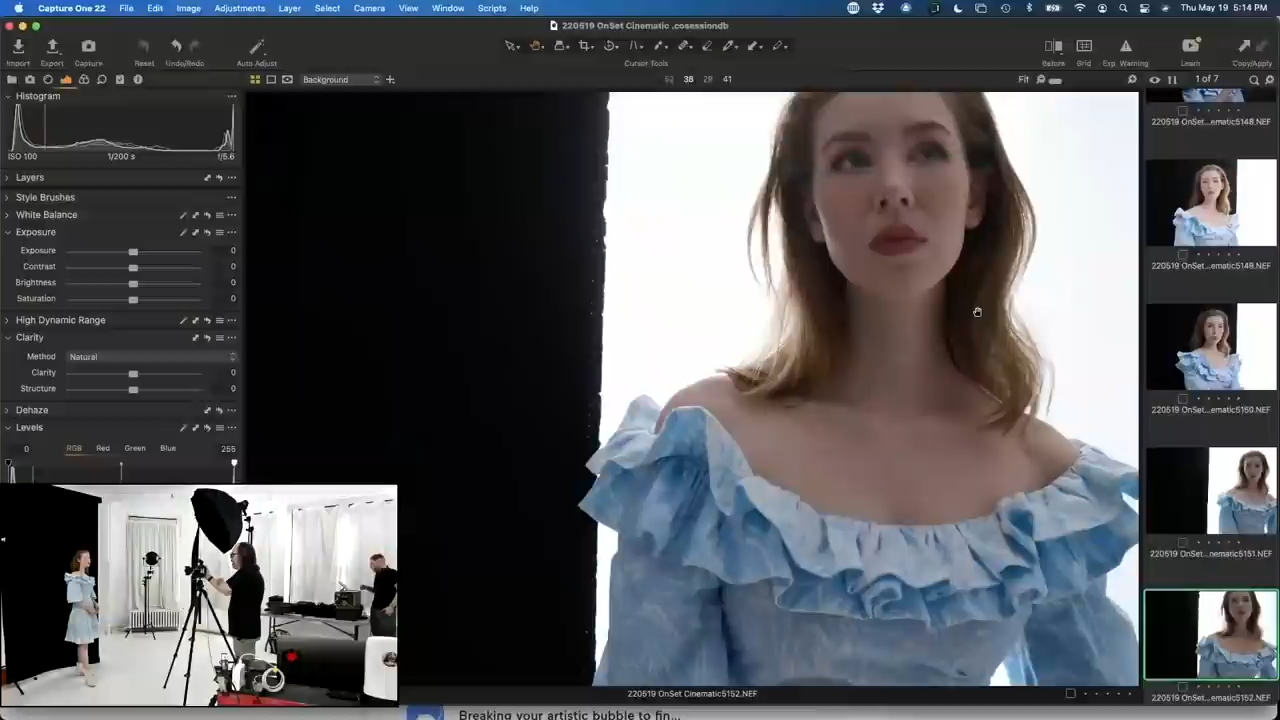 Capture One 22 File Edit Image Adjustments Layer Select Camera View Window Scripts Help Thu May 19 5:14 PM
220519 OnSet Cinematic .cosessiondb
Import Export Capture Reset Undo/Redo Auto Adjust Cursor Tools Before Grid Exp. Warning Learn Copy/Apply
Background 38 41 Fit 1 of 7
Histogram
ISO 100 1/200 s f/5.6
Layers
Style Brushes
White Balance
Exposure
Exposure 0
Contrast 0
Brightness 0
Saturation 0
High Dynamic Range
Clarity
Method Natural
Clarity 0
Structure 0
Dehaze
Levels
0 RGB Red Green Blue 255
220519 OnSet...ematic5148.NEF
220519 OnSet...ematic5149.NEF
220519 OnSet...ematic5150.NEF
220519 OnSet...nematic5151.NEF
220519 OnSet...ematic5152.NEF
220519 OnSet Cinematic5152.NEF
Breaking your artistic bubble to fin...